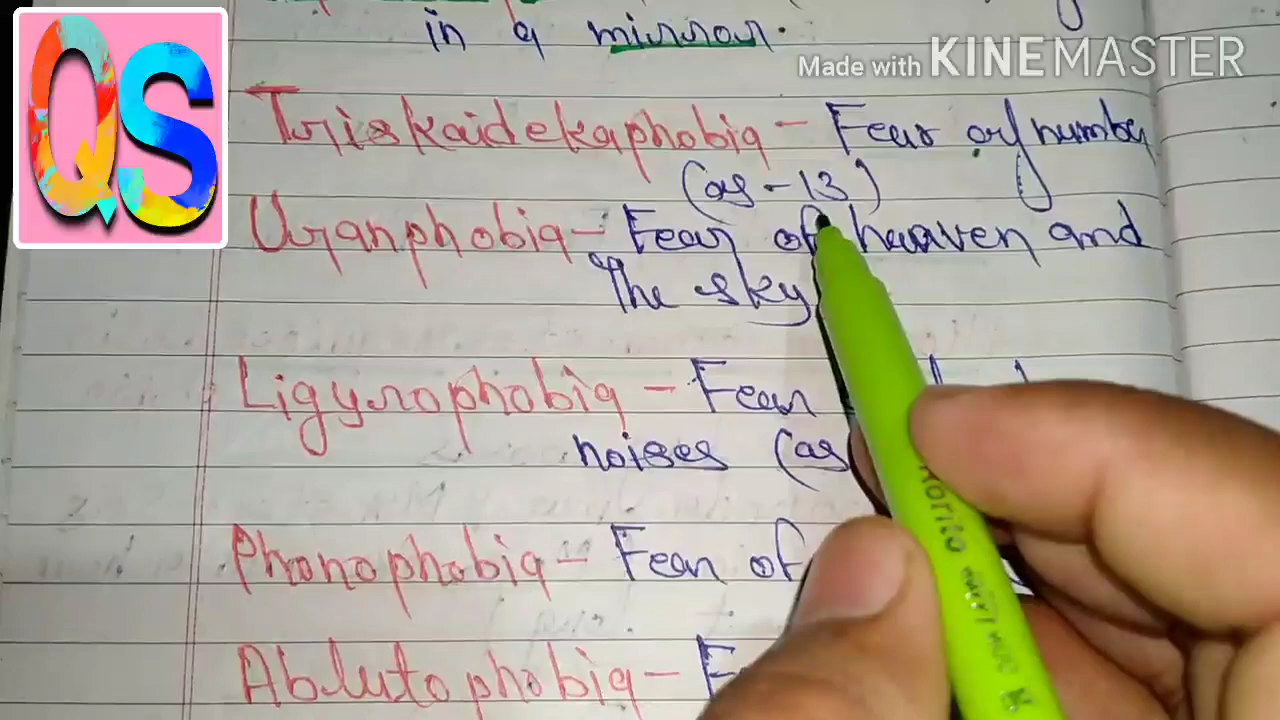 QS
in a mirror.
Made with KINEMASTER
Triskaidekaphobia - Fear of number
(as - 13)
Uranphobia - Fear of heaven and
The sky
Ligyrophobia - Fear
noises (as
Phonophobia - Fear of
Ablutophobia -